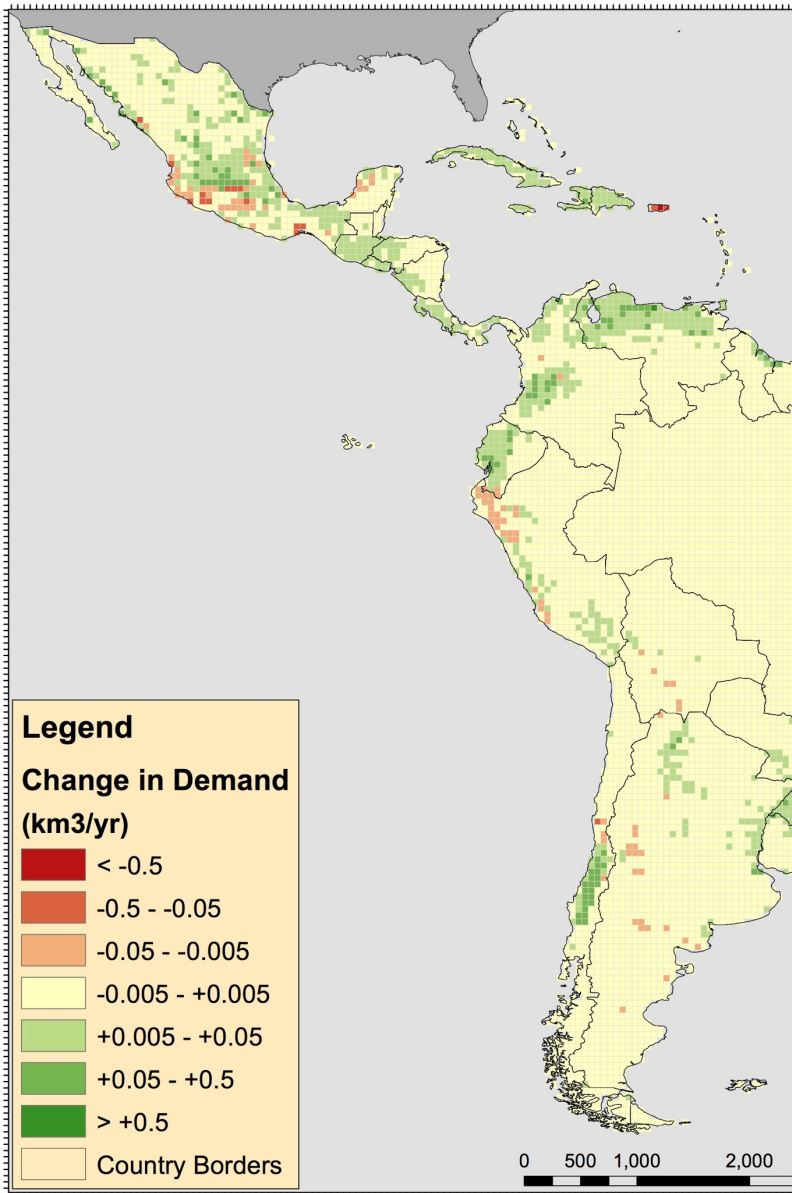 Legend
Change in Demand
(km3/yr)
< -0.5
-0.5 - -0.05
-0.05 - -0.005
-0.005 - +0.005
+0.005 - +0.05
+0.05 - +0.5
> +0.5
Country Borders
0 500 1,000 2,000